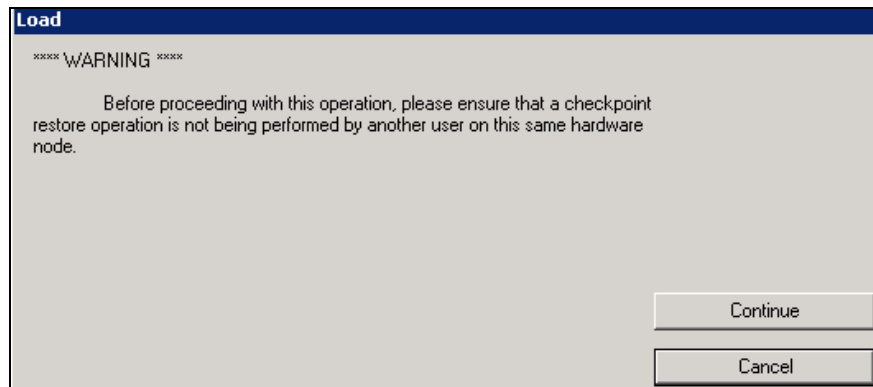 Load
**** WARNING ****
Before proceeding with this operation, please ensure that a checkpoint
restore operation is not being performed by another user on this same hardware
node.
Continue
Cancel